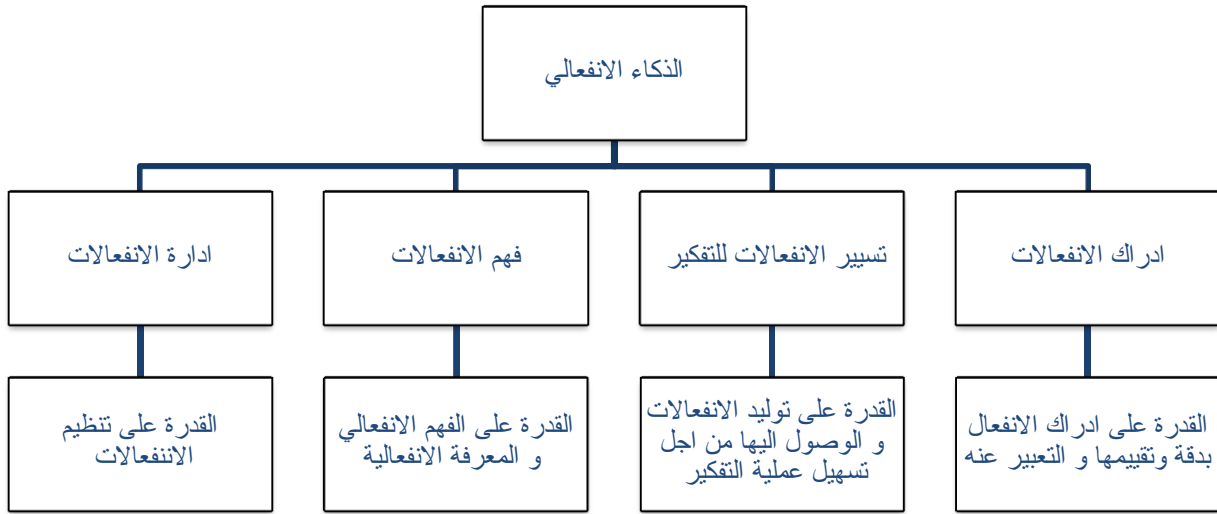 الذكاء الانفعالي
ادراك الانفعالات
تسيير الانفعالات للتفكير
فهم الانفعالات
ادارة الانفعالات
القدرة على ادراك الانفعال
بدقة وتقييمها و التعبير عنه
القدرة على توليد الانفعالات
و الوصول اليها من اجل
تسهيل عملية التفكير
القدرة على الفهم الانفعالي
و المعرفة الانفعالية
القدرة على تنظيم
الاننفعالات